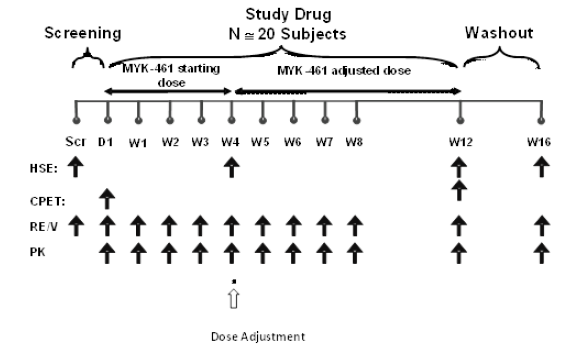 Study Drug
Screening N ≅ 20 Subjects Washout
MYK-461 starting dose
MYK-461 adjusted dose
Scr D1 W1 W2 W3 W4 W5 W6 W7 W8 W12 W16
HSE:
CPET:
RE/V
PK
Dose Adjustment